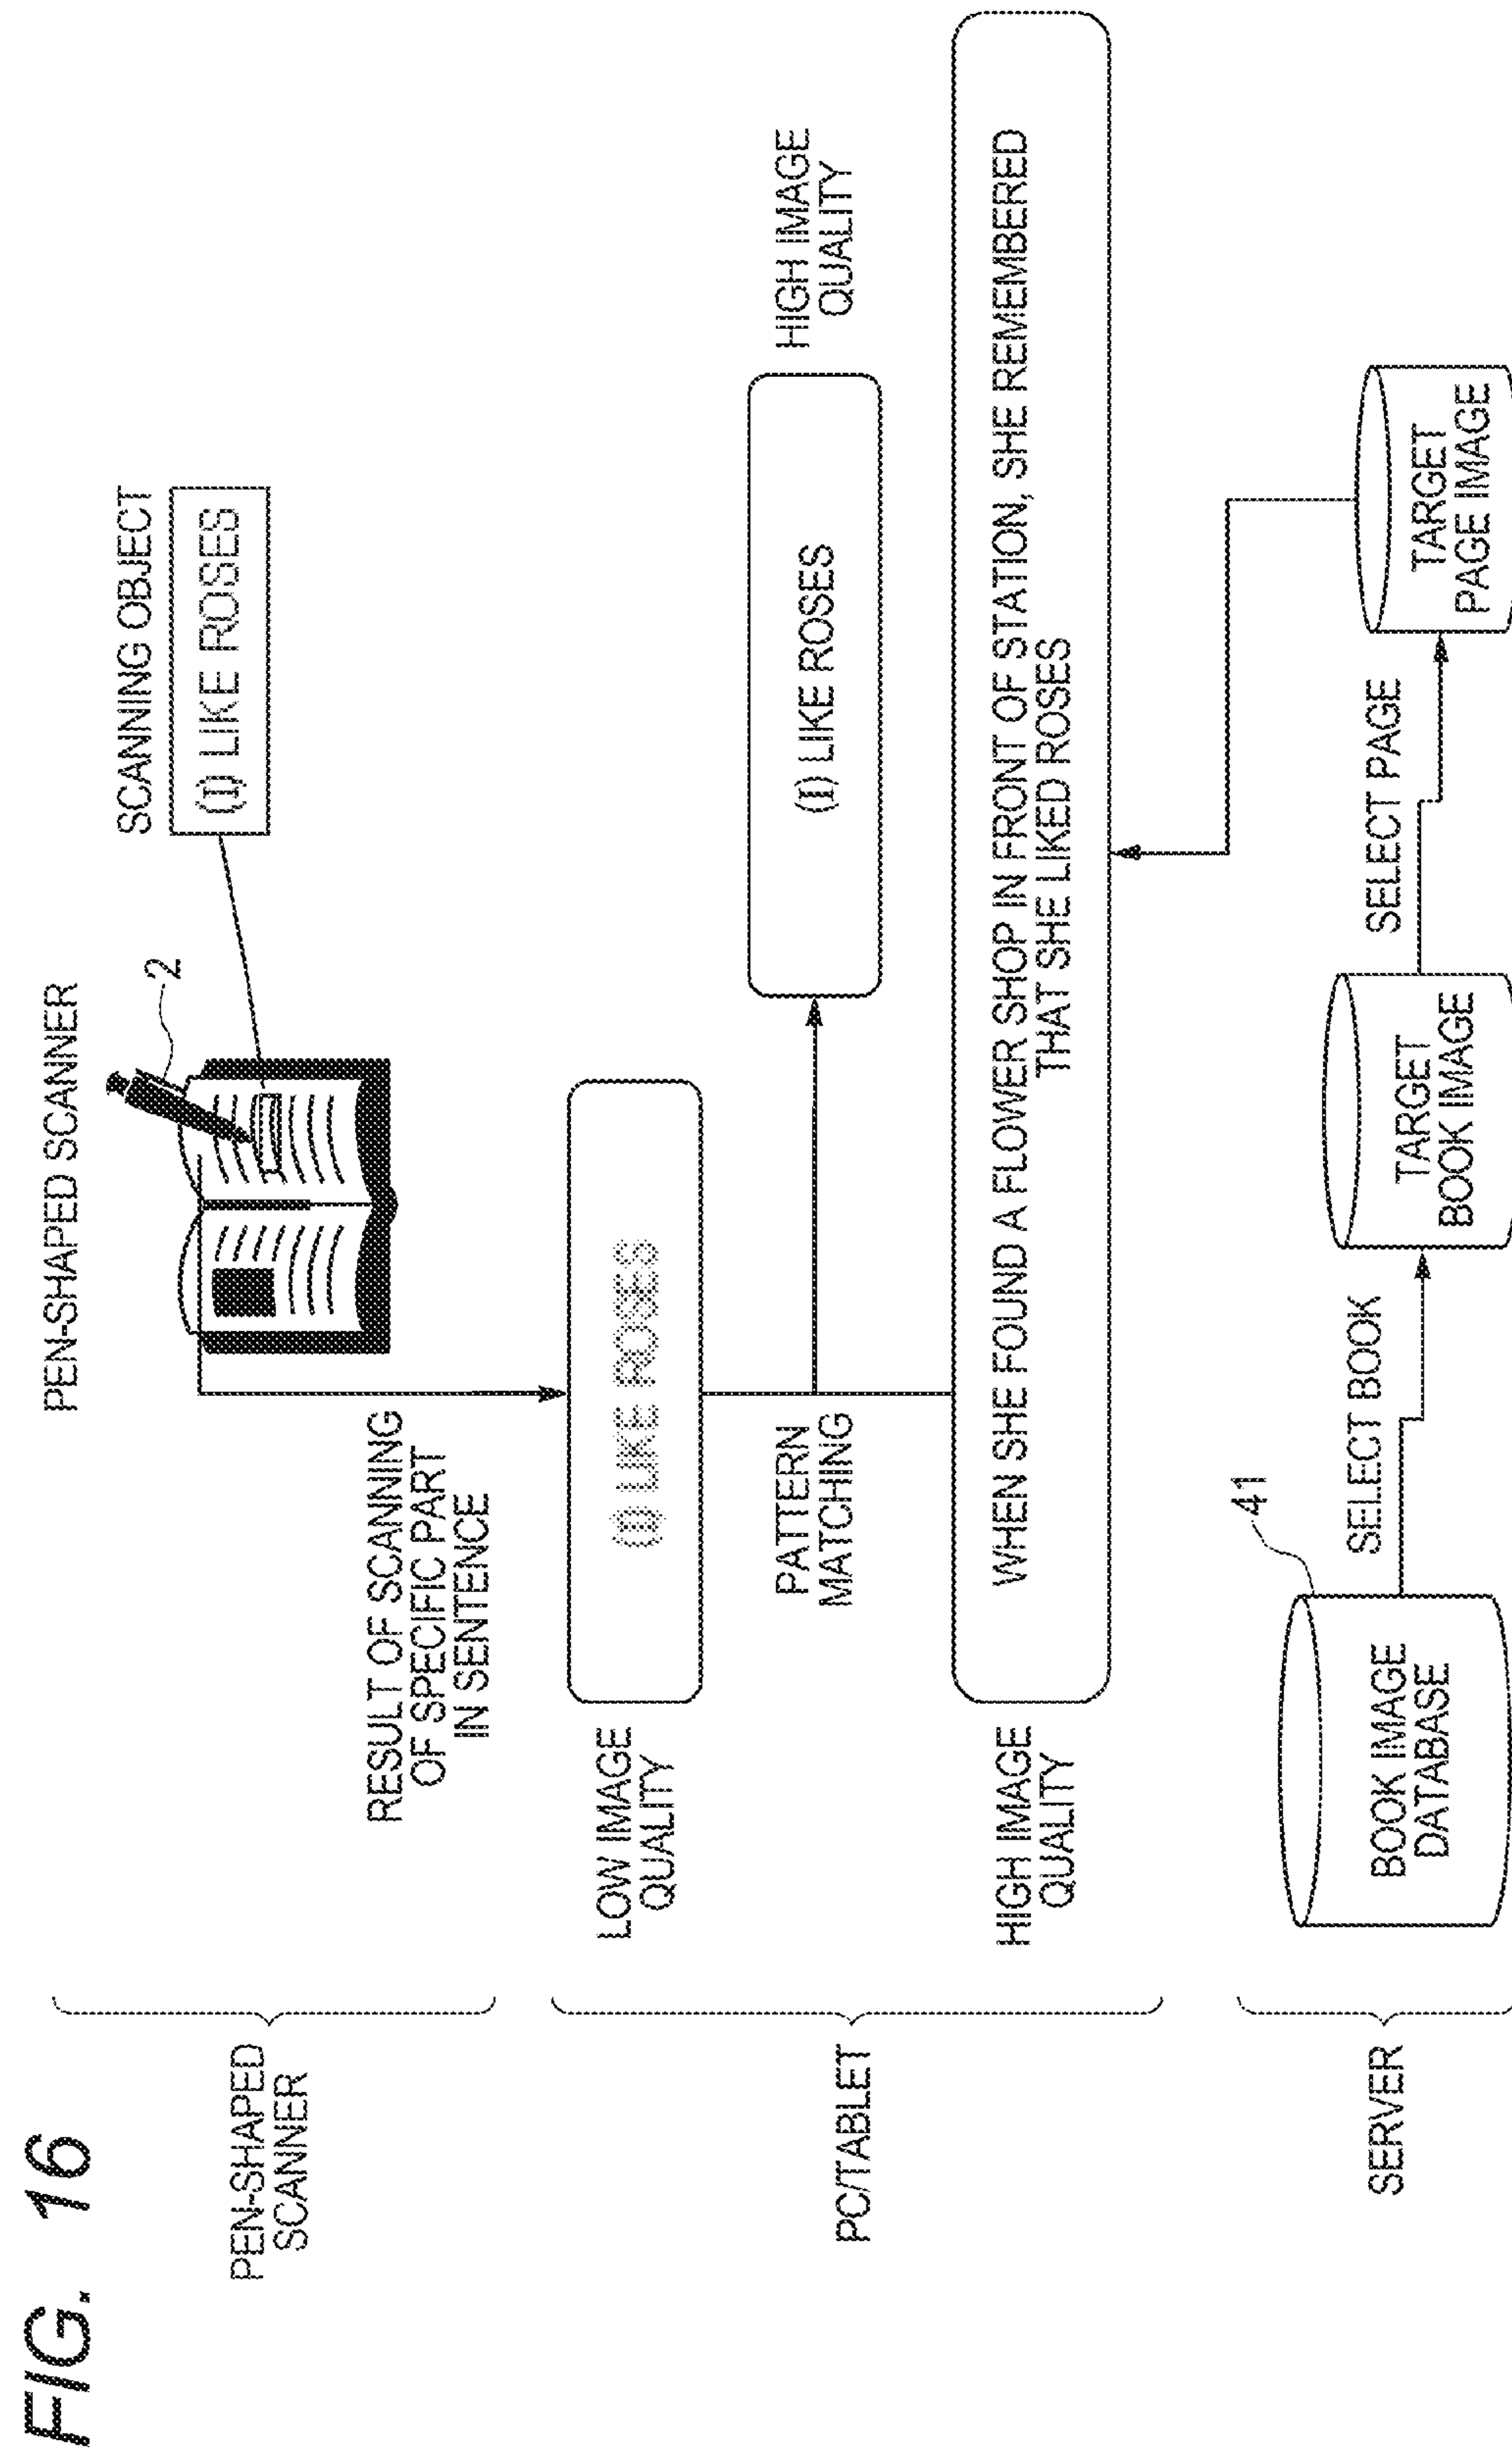 FIG. 16
PEN-SHAPED
SCANNER
PEN-SHAPED SCANNER
2
SCANNING OBJECT
(I) LIKE ROSES
RESULT OF SCANNING
OF SPECIFIC PART
IN SENTENCE
PC/TABLET
LOW IMAGE
QUALITY
(I) LIKE ROSES
PATTERN
MATCHING
(I) LIKE ROSES
HIGH IMAGE
QUALITY
HIGH IMAGE
QUALITY
WHEN SHE FOUND A FLOWER SHOP IN FRONT OF STATION, SHE REMEMBERED
THAT SHE LIKED ROSES
SERVER
41
BOOK IMAGE
DATABASE
SELECT BOOK
TARGET
BOOK IMAGE
SELECT PAGE
TARGET
PAGE IMAGE